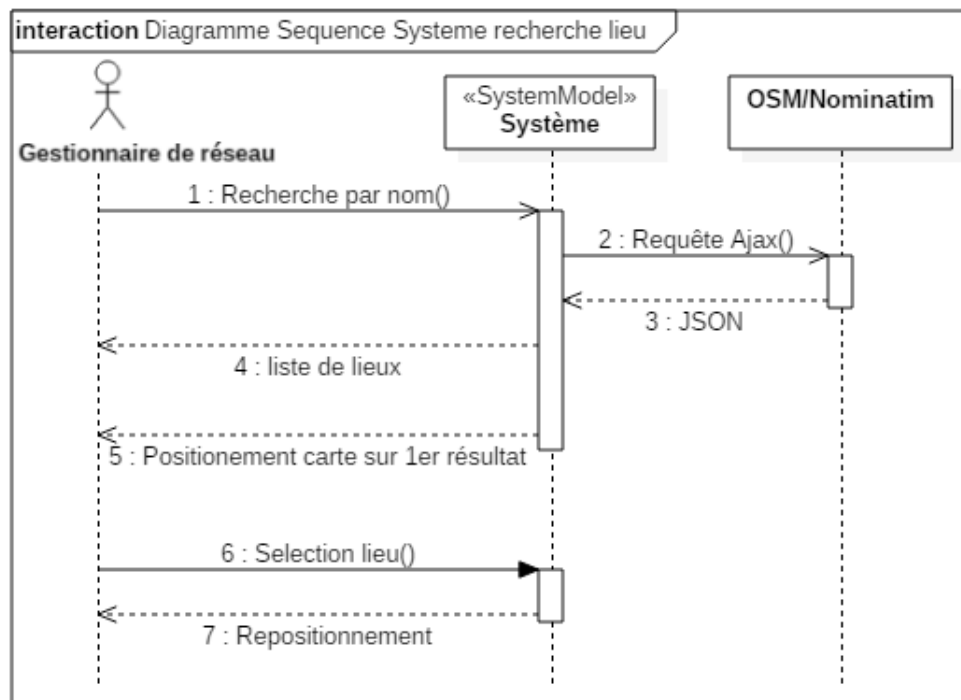 interaction Diagramme Sequence Systeme recherche lieu
«SystemModel»
Système
OSM/Nominatim
Gestionnaire de réseau
1 : Recherche par nom()
2 : Requête Ajax()
3 : JSON
4 : liste de lieux
5 : Positionement carte sur 1er résultat
6 : Selection lieu()
7 : Repositionnement